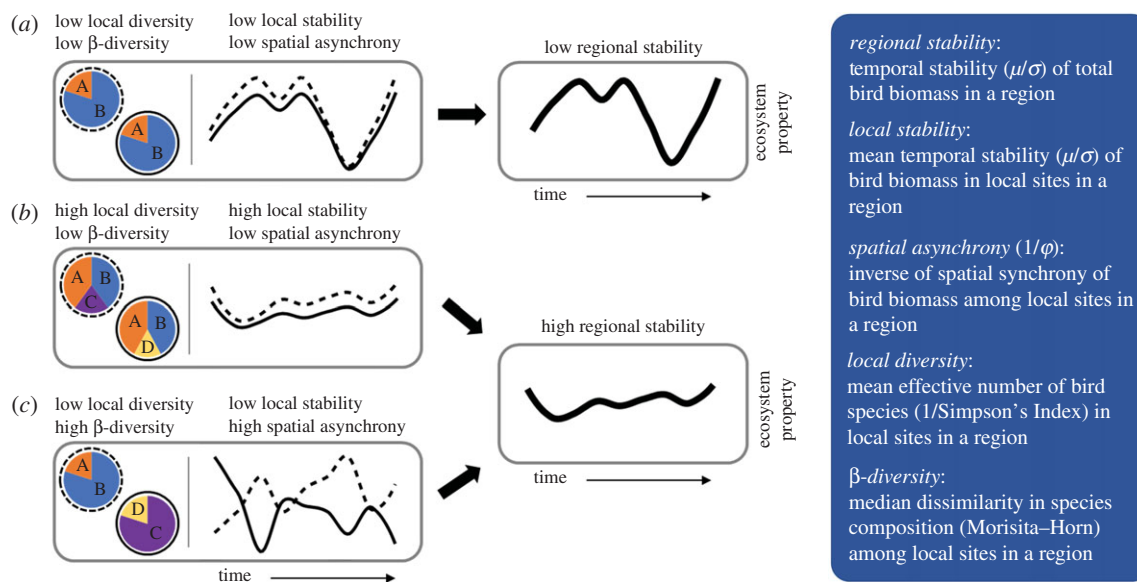 (a) low local diversity
low β-diversity
low local stability
low spatial asynchrony
A
B
A
B
low regional stability
time
ecosystem
property
(b) high local diversity
low β-diversity
high local stability
low spatial asynchrony
A B
C
A B
D
(c) low local diversity
high β-diversity
low local stability
high spatial asynchrony
A
B
D
C
time
high regional stability
time
ecosystem
property
regional stability:
temporal stability (μ/σ) of total
bird biomass in a region
local stability:
mean temporal stability (μ/σ) of
bird biomass in local sites in a
region
spatial asynchrony (1/φ):
inverse of spatial synchrony of
bird biomass among local sites in
a region
local diversity:
mean effective number of bird
species (1/Simpson's Index) in
local sites in a region
β-diversity:
median dissimilarity in species
composition (Morisita–Horn)
among local sites in a region